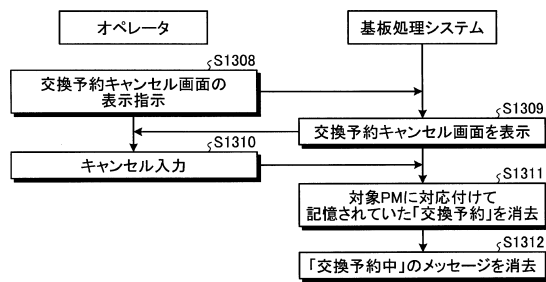 オペレータ
基板処理システム
S1308
交換予約キャンセル画面の
表示指示
S1309
交換予約キャンセル画面を表示
S1310
キャンセル入力
S1311
対象PMに対応付けて
記憶されていた「交換予約」を消去
S1312
「交換予約中」のメッセージを消去